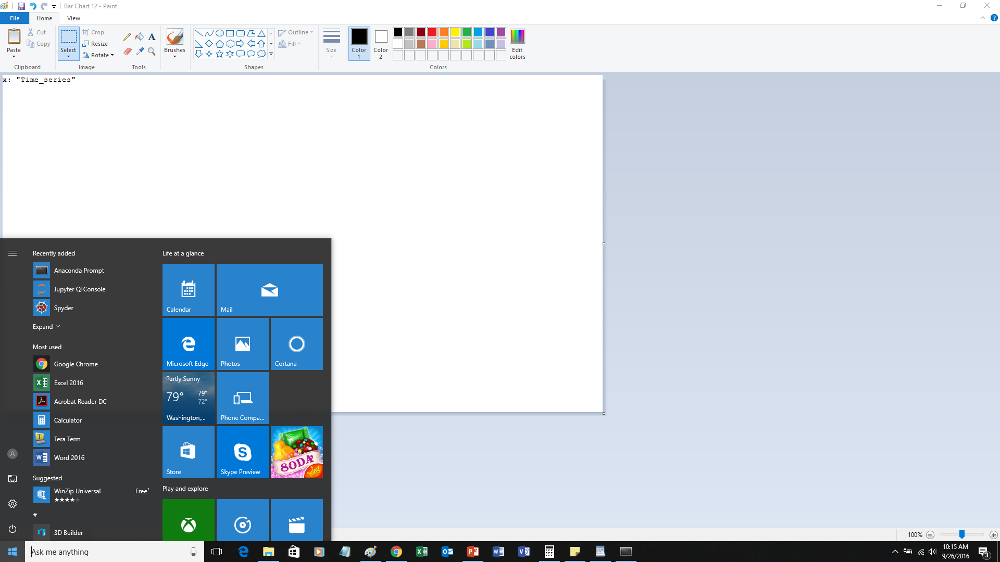 Bar Chart 12 - Paint
File Home View
Paste
Cut
Copy
Clipboard
Select
Crop
Resize
Rotate
Image
A
Tools
Brushes
Shapes
Outline
Fill
Size
Color 1
Color 2
Edit colors
Colors
x: "Time_series"
Recently added
Anaconda Prompt
Jupyter QTConsole
Spyder
Expand
Most used
Google Chrome
Excel 2016
Acrobat Reader DC
Calculator
Tera Term
Word 2016
Suggested
WinZip Universal Free*
#
3D Builder
Life at a glance
Calendar
Mail
Microsoft Edge
Photos
Cortana
Partly Sunny
79° 79°
72°
Washington,...
Phone Compa...
Store
Skype Preview
SODA
King
Play and explore
100%
Ask me anything
10:15 AM
9/26/2016
3